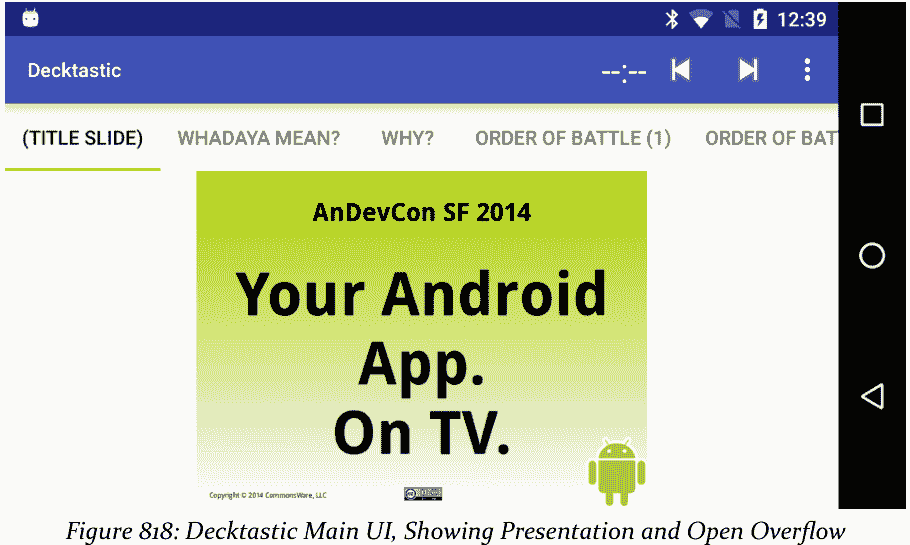 12:39
Decktastic
--:--
(TITLE SLIDE) WHADAYA MEAN? WHY? ORDER OF BATTLE (1) ORDER OF BAT
AnDevCon SF 2014
Your Android
App.
On TV.
Copyright © 2014 CommonsWare, LLC
Figure 818: Decktastic Main UI, Showing Presentation and Open Overflow